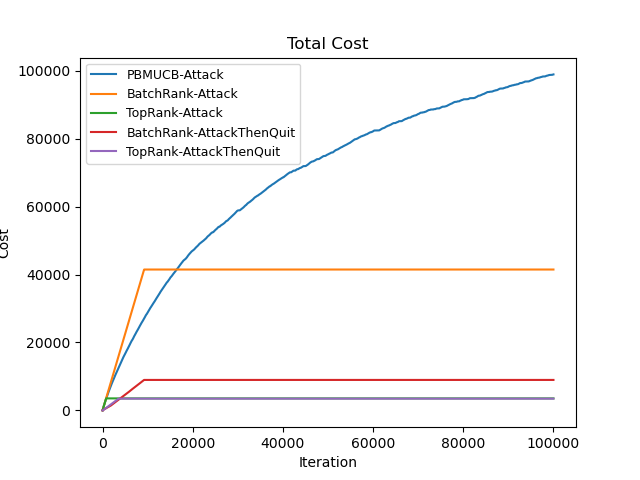 Total Cost
PBMUCB-Attack
BatchRank-Attack
TopRank-Attack
BatchRank-AttackThenQuit
TopRank-AttackThenQuit
100000
80000
60000
40000
20000
0
Cost
0 20000 40000 60000 80000 100000
Iteration